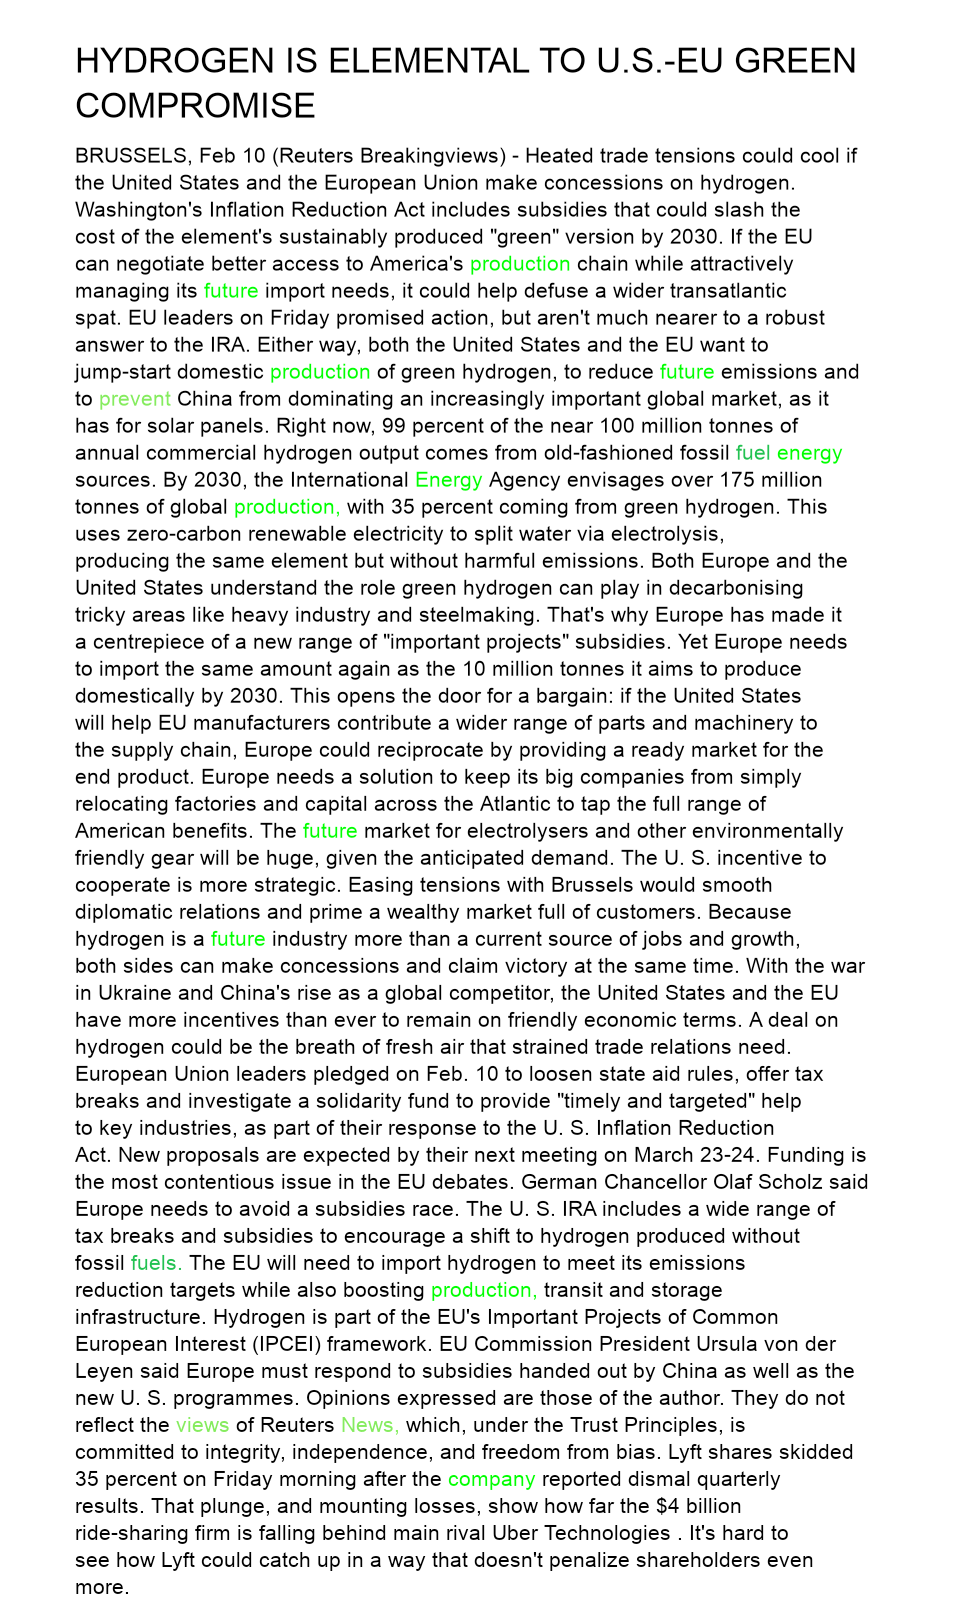 HYDROGEN IS ELEMENTAL TO U.S.-EU GREEN
COMPROMISE
BRUSSELS, Feb 10 (Reuters Breakingviews) - Heated trade tensions could cool if
the United States and the European Union make concessions on hydrogen.
Washington's Inflation Reduction Act includes subsidies that could slash the
cost of the element's sustainably produced "green" version by 2030. If the EU
can negotiate better access to America's production chain while attractively
managing its future import needs, it could help defuse a wider transatlantic
spat. EU leaders on Friday promised action, but aren't much nearer to a robust
answer to the IRA. Either way, both the United States and the EU want to
jump-start domestic production of green hydrogen, to reduce future emissions and
to prevent China from dominating an increasingly important global market, as it
has for solar panels. Right now, 99 percent of the near 100 million tonnes of
annual commercial hydrogen output comes from old-fashioned fossil fuel energy
sources. By 2030, the International Energy Agency envisages over 175 million
tonnes of global production, with 35 percent coming from green hydrogen. This
uses zero-carbon renewable electricity to split water via electrolysis,
producing the same element but without harmful emissions. Both Europe and the
United States understand the role green hydrogen can play in decarbonising
tricky areas like heavy industry and steelmaking. That's why Europe has made it
a centrepiece of a new range of "important projects" subsidies. Yet Europe needs
to import the same amount again as the 10 million tonnes it aims to produce
domestically by 2030. This opens the door for a bargain: if the United States
will help EU manufacturers contribute a wider range of parts and machinery to
the supply chain, Europe could reciprocate by providing a ready market for the
end product. Europe needs a solution to keep its big companies from simply
relocating factories and capital across the Atlantic to tap the full range of
American benefits. The future market for electrolysers and other environmentally
friendly gear will be huge, given the anticipated demand. The U. S. incentive to
cooperate is more strategic. Easing tensions with Brussels would smooth
diplomatic relations and prime a wealthy market full of customers. Because
hydrogen is a future industry more than a current source of jobs and growth,
both sides can make concessions and claim victory at the same time. With the war
in Ukraine and China's rise as a global competitor, the United States and the EU
have more incentives than ever to remain on friendly economic terms. A deal on
hydrogen could be the breath of fresh air that strained trade relations need.
European Union leaders pledged on Feb. 10 to loosen state aid rules, offer tax
breaks and investigate a solidarity fund to provide "timely and targeted" help
to key industries, as part of their response to the U. S. Inflation Reduction
Act. New proposals are expected by their next meeting on March 23-24. Funding is
the most contentious issue in the EU debates. German Chancellor Olaf Scholz said
Europe needs to avoid a subsidies race. The U. S. IRA includes a wide range of
tax breaks and subsidies to encourage a shift to hydrogen produced without
fossil fuels. The EU will need to import hydrogen to meet its emissions
reduction targets while also boosting production, transit and storage
infrastructure. Hydrogen is part of the EU's Important Projects of Common
European Interest (IPCEI) framework. EU Commission President Ursula von der
Leyen said Europe must respond to subsidies handed out by China as well as the
new U. S. programmes. Opinions expressed are those of the author. They do not
reflect the views of Reuters News, which, under the Trust Principles, is
committed to integrity, independence, and freedom from bias. Lyft shares skidded
35 percent on Friday morning after the company reported dismal quarterly
results. That plunge, and mounting losses, show how far the $4 billion
ride-sharing firm is falling behind main rival Uber Technologies . It's hard to
see how Lyft could catch up in a way that doesn't penalize shareholders even
more.